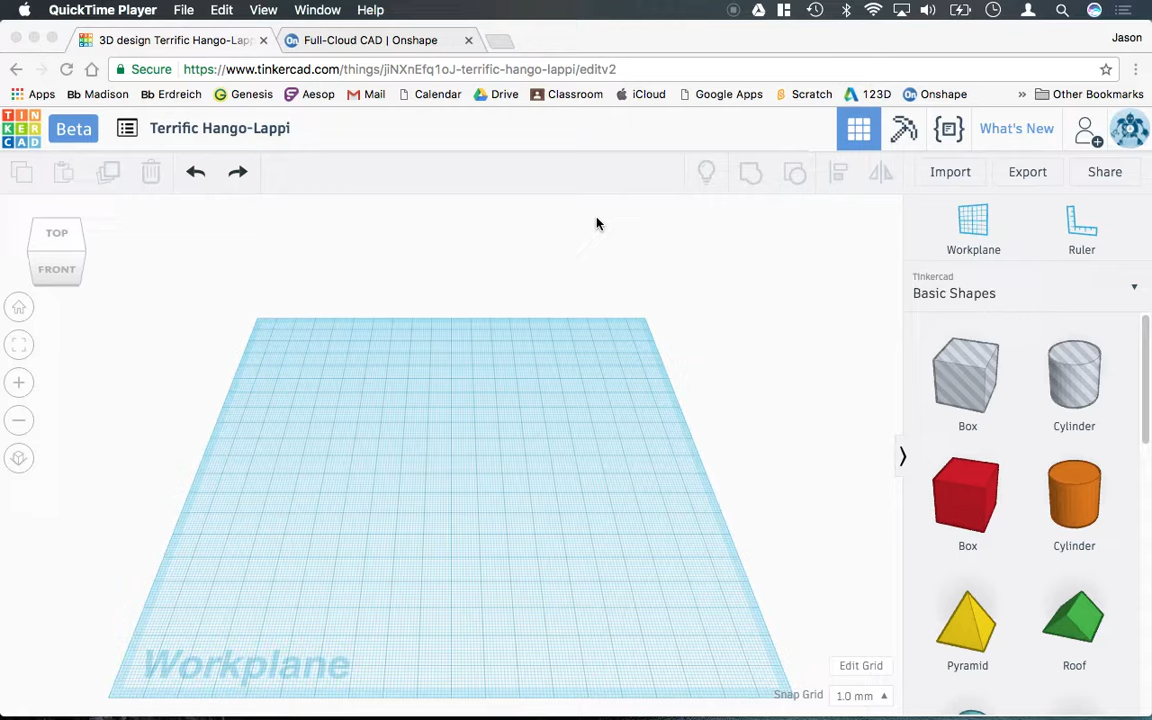 QuickTime Player File Edit View Window Help
3D design Terrific Hango-Lapp
Full-Cloud CAD | Onshape
Jason
Secure https://www.tinkercad.com/things/jiNXnEfq1oJ-terrific-hango-lappi/editv2
Apps Bb Madison Bb Erdreich Genesis Aesop Mail Calendar Drive Classroom iCloud Google Apps Scratch 123D Onshape » Other Bookmarks
TIN
KER
CAD
Beta
Terrific Hango-Lappi
What's New
Import Export Share
TOP
FRONT
Workplane Ruler
Tinkercad
Basic Shapes
Box Cylinder
Box Cylinder
Pyramid Roof
Workplane
Edit Grid
Snap Grid 1.0 mm